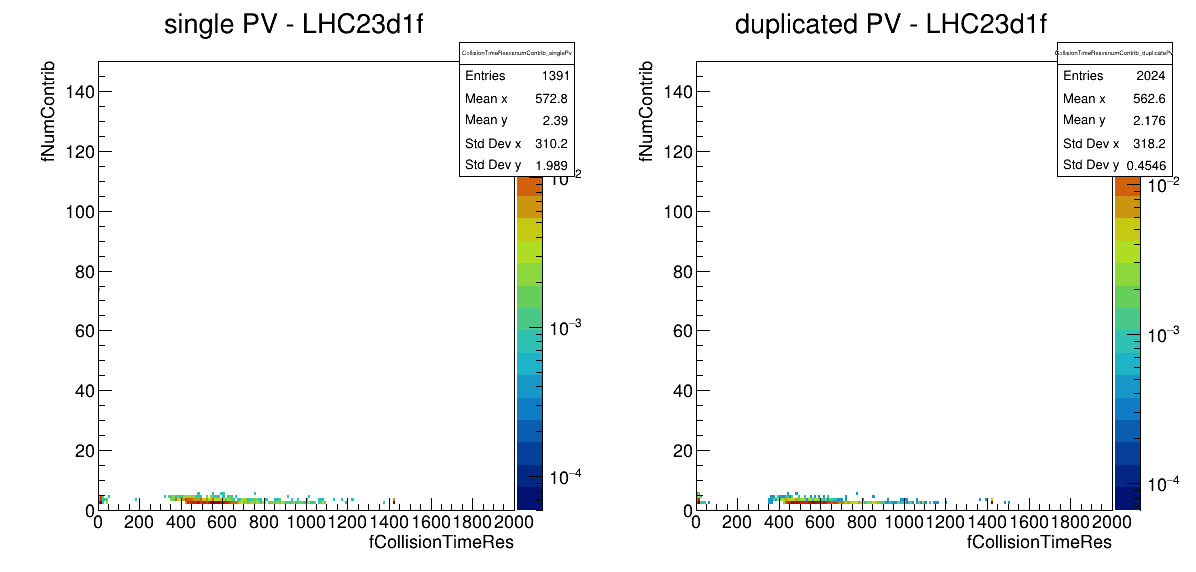 single PV - LHC23d1f
fNumContrib
140
120
100
80
60
40
20
0
0 200 400 600 800 1000 1200 1400 1600 1800 2000
fCollisionTimeRes
CollisionTimeResvsnumContrib_singlePV
Entries 1391
Mean x 572.8
Mean y 2.39
Std Dev x 310.2
Std Dev y 1.989
10−2
10−3
10−4
duplicated PV - LHC23d1f
fNumContrib
140
120
100
80
60
40
20
0
0 200 400 600 800 1000 1200 1400 1600 1800 2000
fCollisionTimeRes
CollisionTimeResvsnumContrib_duplicatePV
Entries 2024
Mean x 562.6
Mean y 2.176
Std Dev x 318.2
Std Dev y 0.4546
10−2
10−3
10−4